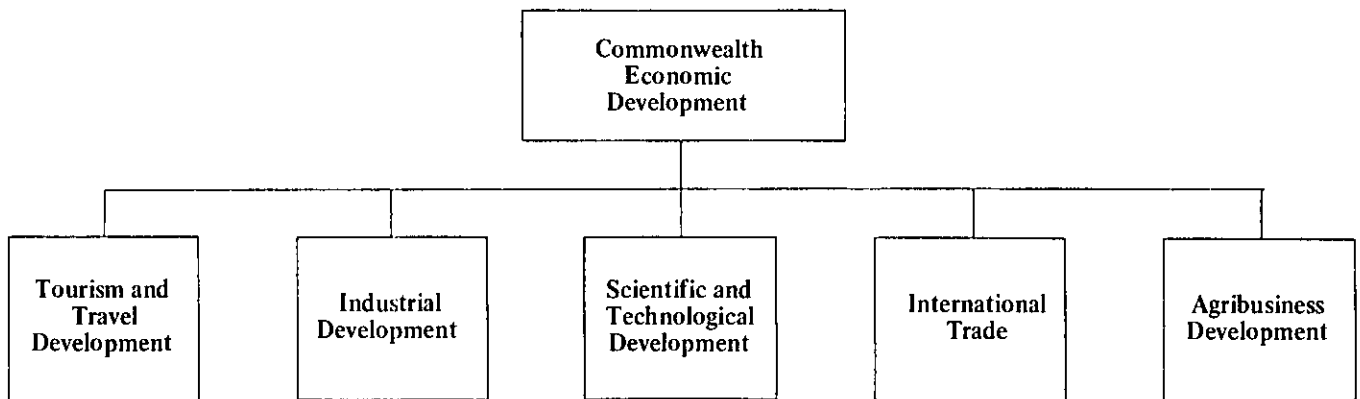 Commonwealth
Economic
Development
Tourism and
Travel
Development
Industrial
Development
Scientific and
Technological
Development
International
Trade
Agribusiness
Development